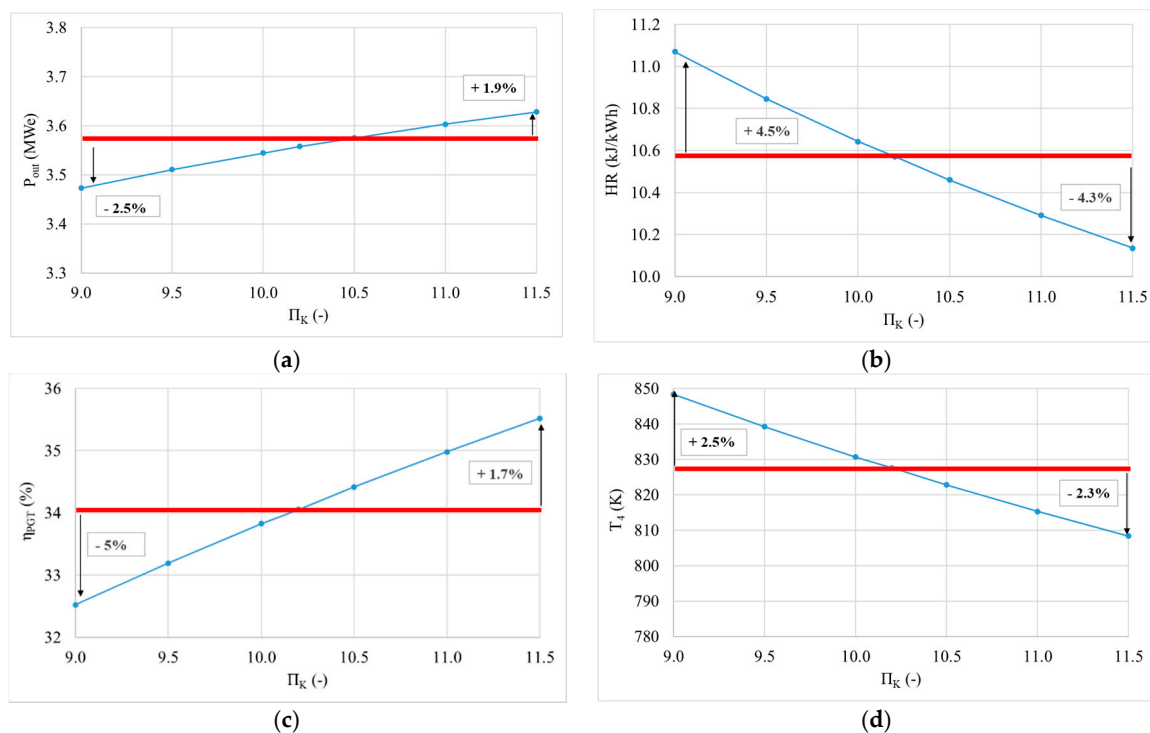 3.8
3.7
3.6
3.5
3.4
3.3
P_out (MWe)
+ 1.9%
- 2.5%
9.0 9.5 10.0 10.5 11.0 11.5
Π_K (-)
(a)
11.2
11.0
10.8
10.6
10.4
10.2
10.0
HR (kJ/kWh)
+ 4.5%
- 4.3%
9.0 9.5 10.0 10.5 11.0 11.5
Π_K (-)
(b)
36
35
34
33
32
η_PGT (%)
+ 1.7%
- 5%
9.0 9.5 10.0 10.5 11.0 11.5
Π_K (-)
(c)
850
840
830
820
810
800
790
780
T_4 (K)
+ 2.5%
- 2.3%
9.0 9.5 10.0 10.5 11.0 11.5
Π_K (-)
(d)